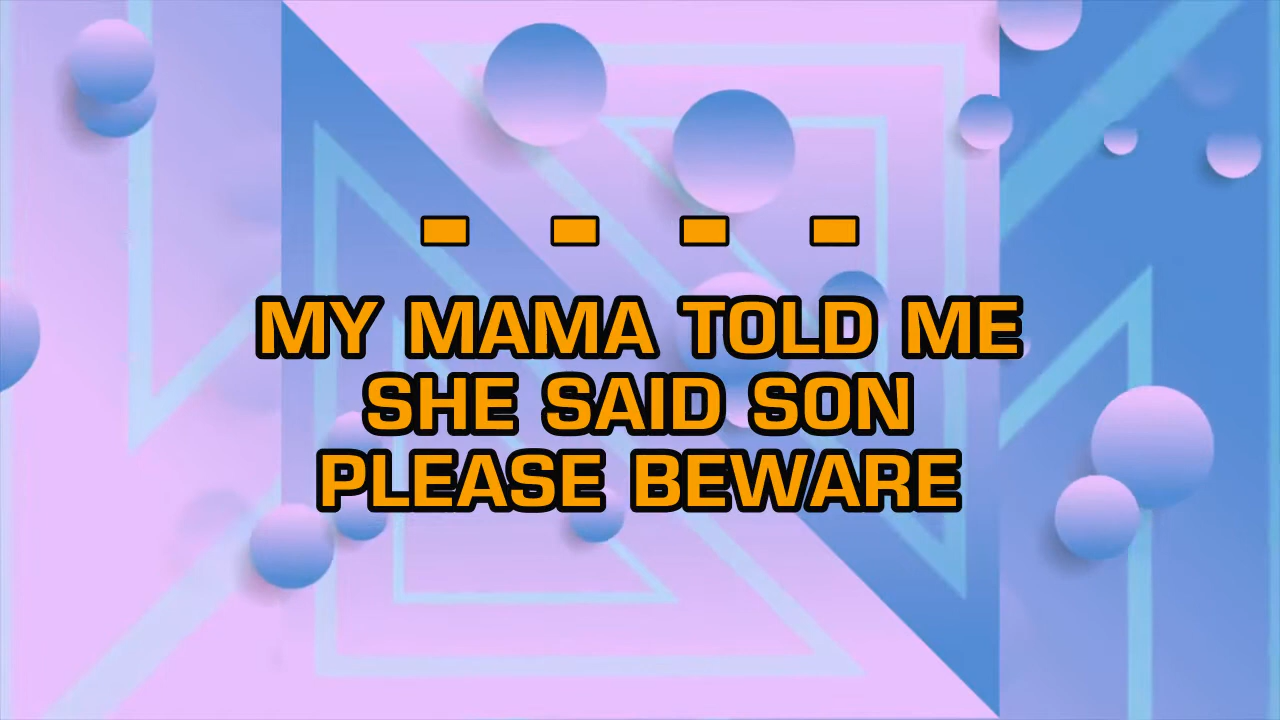 - - - -
MY MAMA TOLD ME
SHE SAID SON
PLEASE BEWARE